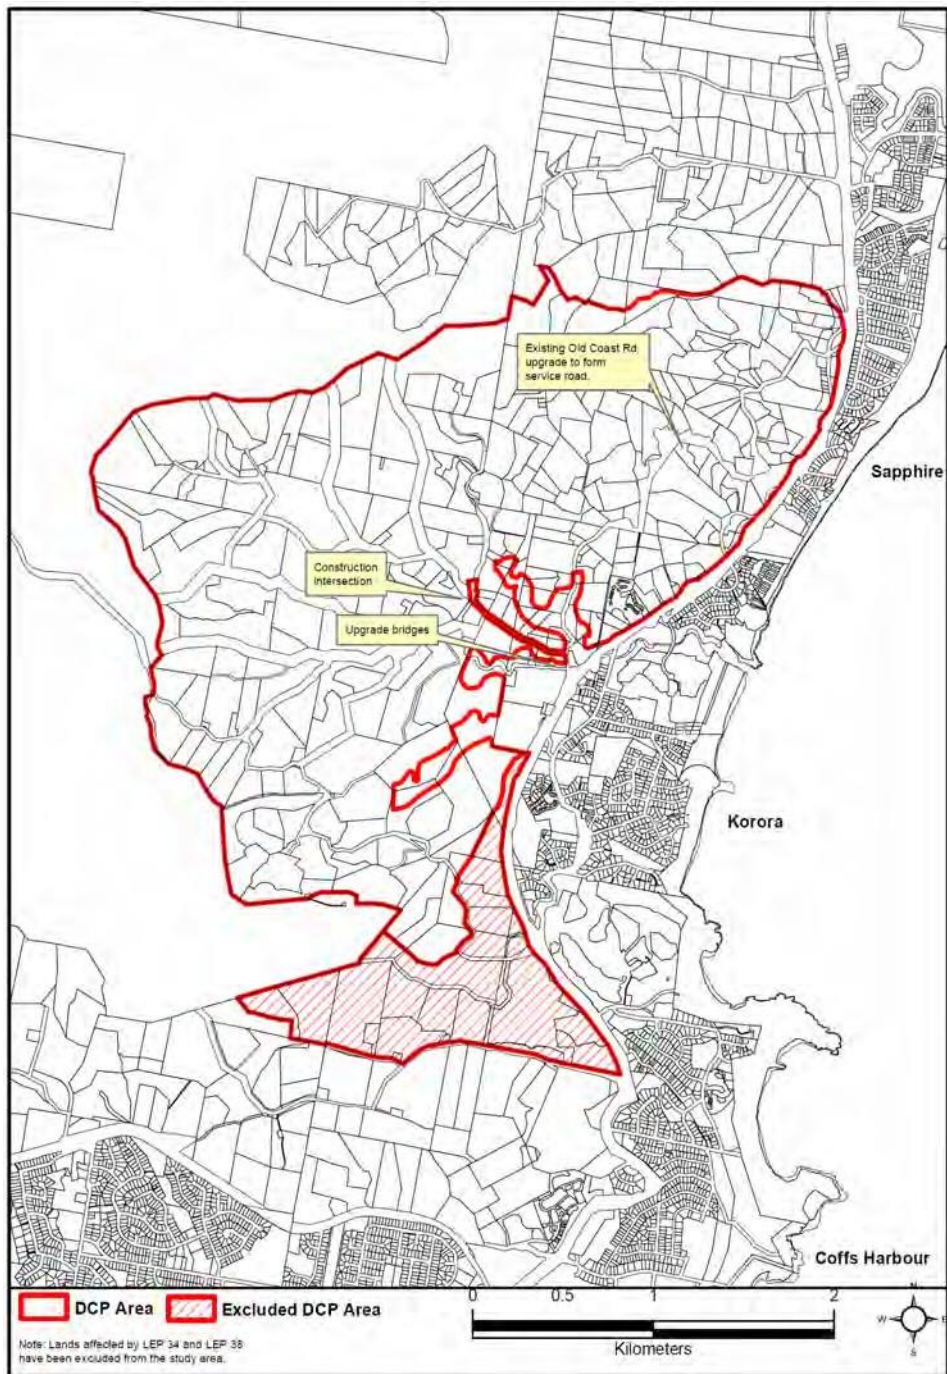 Existing Old Coast Rd
upgrade to form
service road.
Sapphire
Construction
Intersection
Upgrade bridges
Korora
Coffs Harbour
DCP Area
Excluded DCP Area
Note: Lands affected by LEP 34 and LEP 38
have been excluded from the study area.
0 0.5 1 2
Kilometers
N
W E
S